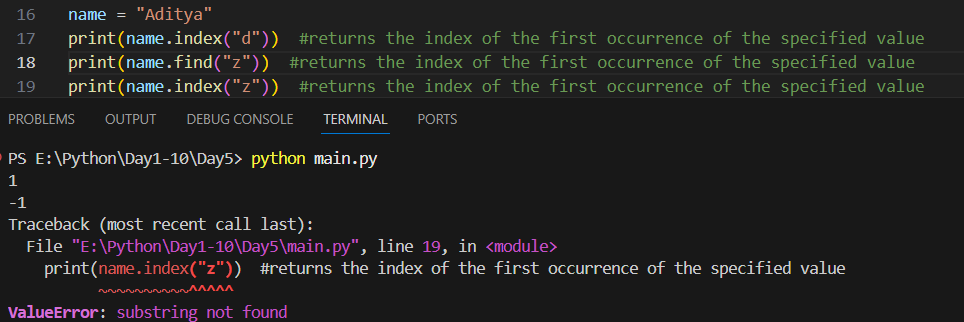 16 name = "Aditya"
17 print(name.index("d")) #returns the index of the first occurrence of the specified value
18 print(name.find("z")) #returns the index of the first occurrence of the specified value
19 print(name.index("z")) #returns the index of the first occurrence of the specified value
PROBLEMS OUTPUT DEBUG CONSOLE TERMINAL PORTS
PS E:\Python\Day1-10\Day5> python main.py
1
-1
Traceback (most recent call last):
File "E:\Python\Day1-10\Day5\main.py", line 19, in <module>
print(name.index("z")) #returns the index of the first occurrence of the specified value
~~~~~~~~~~^^^^^
ValueError: substring not found